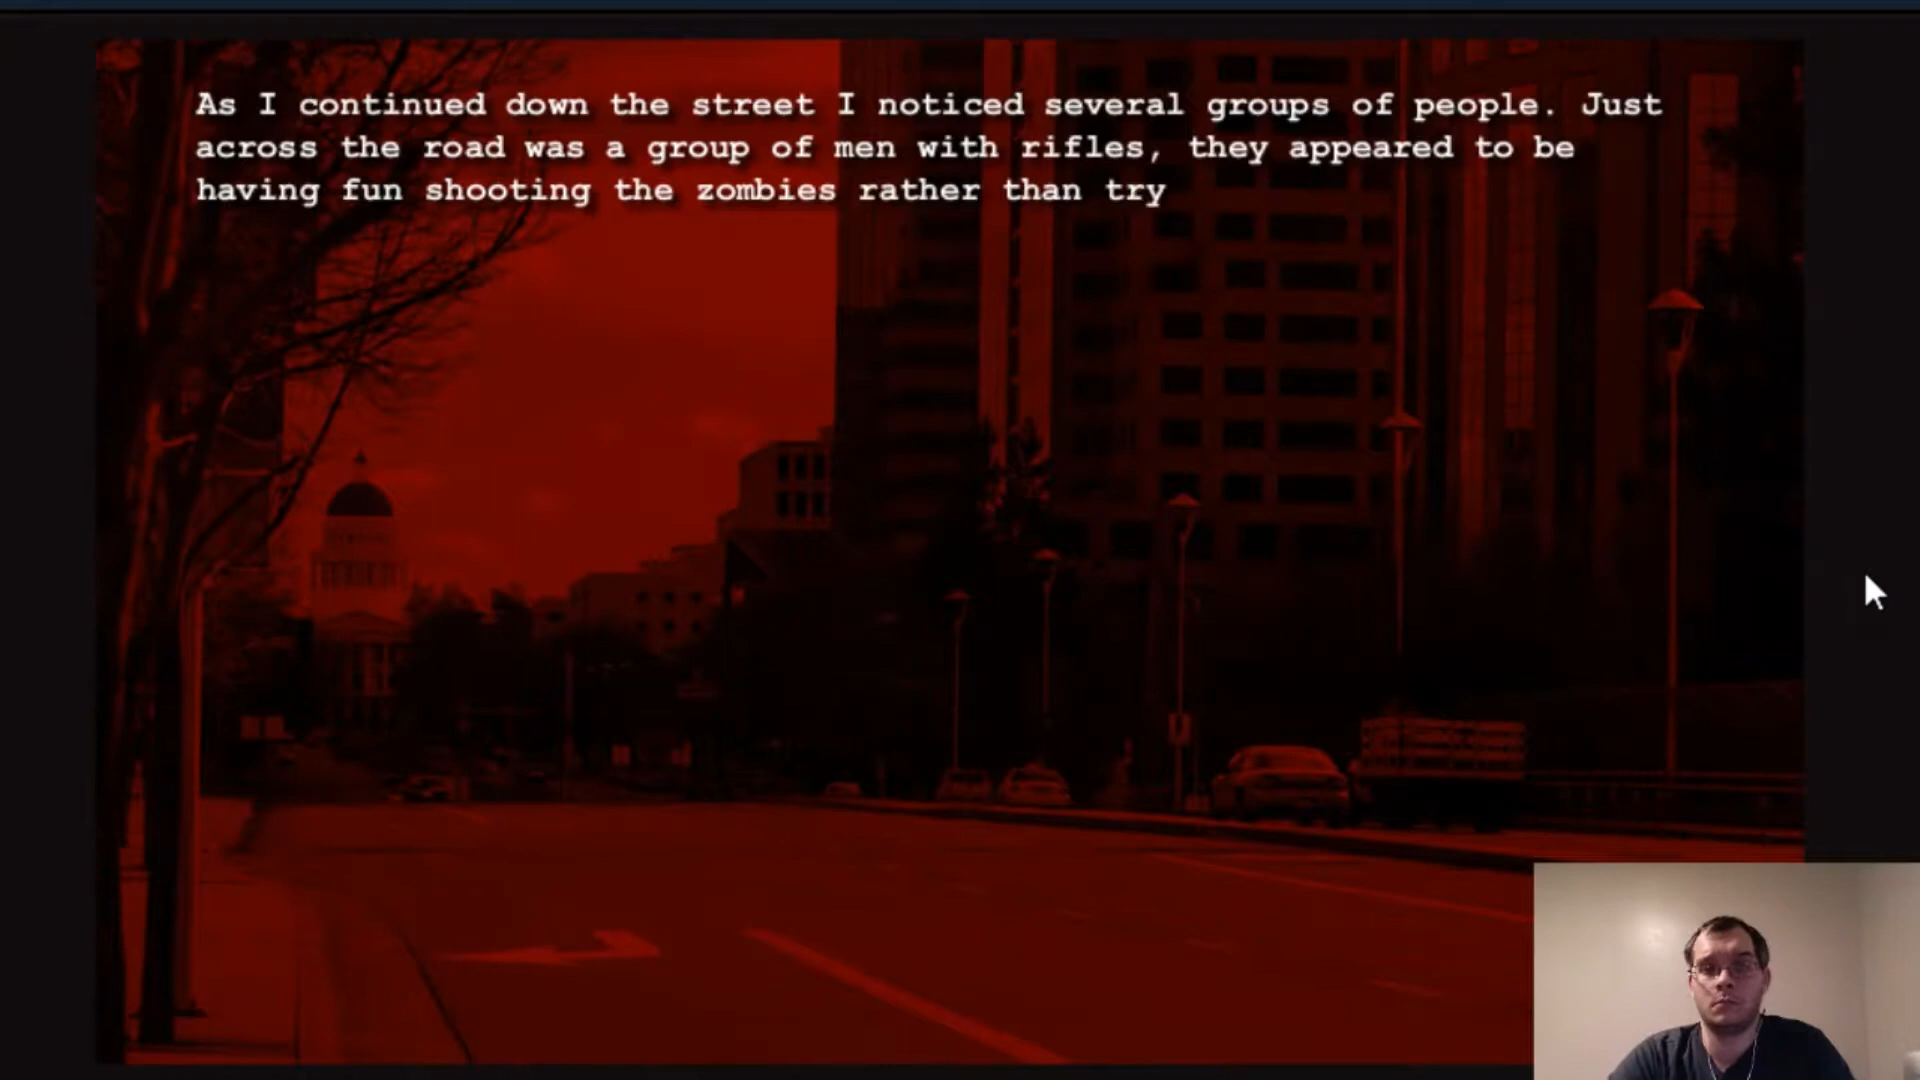 As I continued down the street I noticed several groups of people. Just
across the road was a group of men with rifles, they appeared to be
having fun shooting the zombies rather than try